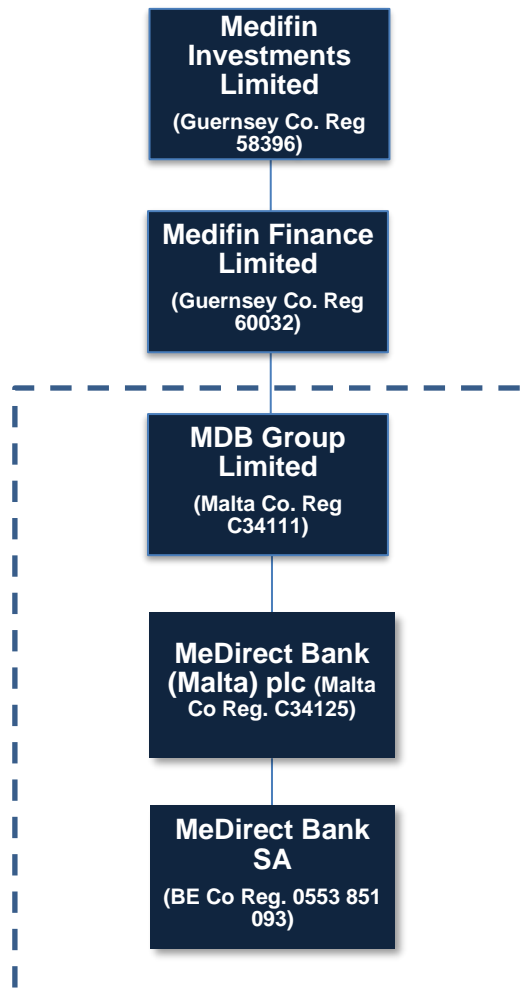 Medifin
Investments
Limited
(Guernsey Co. Reg
58396)
Medifin Finance
Limited
(Guernsey Co. Reg
60032)
MDB Group
Limited
(Malta Co. Reg
C34111)
MeDirect Bank
(Malta) plc (Malta
Co Reg. C34125)
MeDirect Bank
SA
(BE Co Reg. 0553 851
093)